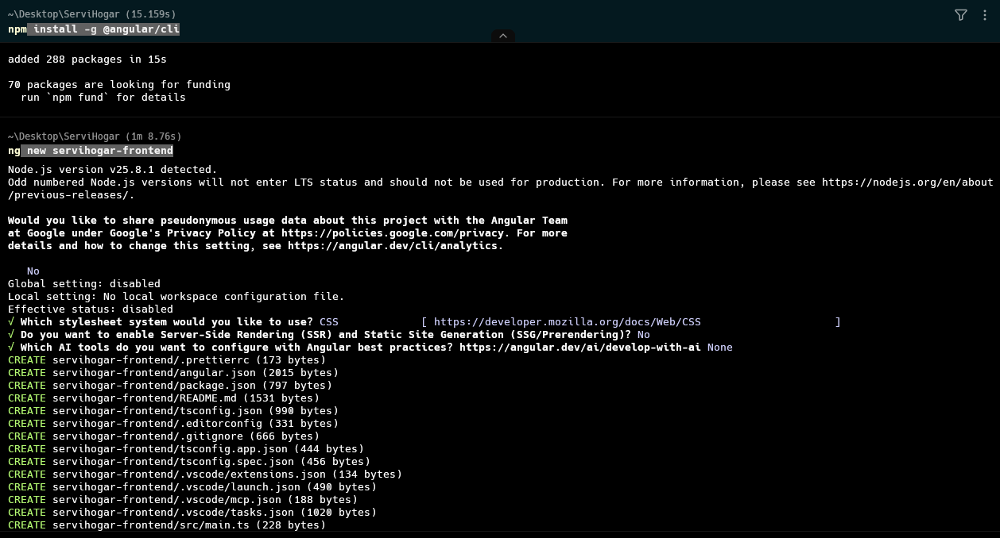 ~\Desktop\ServiHogar (15.159s)
npm install -g @angular/cli
added 288 packages in 15s
70 packages are looking for funding
  run `npm fund` for details
~\Desktop\ServiHogar (1m 8.76s)
ng new servihogar-frontend
Node.js version v25.8.1 detected.
Odd numbered Node.js versions will not enter LTS status and should not be used for production. For more information, please see https://nodejs.org/en/about
/previous-releases/.
Would you like to share pseudonymous usage data about this project with the Angular Team
at Google under Google's Privacy Policy at https://policies.google.com/privacy. For more
details and how to change this setting, see https://angular.dev/cli/analytics.
   No
Global setting: disabled
Local setting: No local workspace configuration file.
Effective status: disabled
√ Which stylesheet system would you like to use? CSS             [ https://developer.mozilla.org/docs/Web/CSS                     ]
√ Do you want to enable Server-Side Rendering (SSR) and Static Site Generation (SSG/Prerendering)? No
√ Which AI tools do you want to configure with Angular best practices? https://angular.dev/ai/develop-with-ai None
CREATE servihogar-frontend/.prettierrc (173 bytes)
CREATE servihogar-frontend/angular.json (2015 bytes)
CREATE servihogar-frontend/package.json (797 bytes)
CREATE servihogar-frontend/README.md (1531 bytes)
CREATE servihogar-frontend/tsconfig.json (990 bytes)
CREATE servihogar-frontend/.editorconfig (331 bytes)
CREATE servihogar-frontend/.gitignore (666 bytes)
CREATE servihogar-frontend/tsconfig.app.json (444 bytes)
CREATE servihogar-frontend/tsconfig.spec.json (456 bytes)
CREATE servihogar-frontend/.vscode/extensions.json (134 bytes)
CREATE servihogar-frontend/.vscode/launch.json (490 bytes)
CREATE servihogar-frontend/.vscode/mcp.json (188 bytes)
CREATE servihogar-frontend/.vscode/tasks.json (1020 bytes)
CREATE servihogar-frontend/src/main.ts (228 bytes)